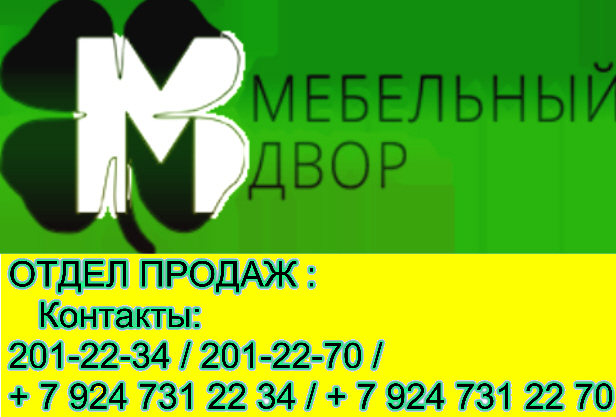 М
МЕБЕЛЬНЫЙ
ДВОР
ОТДЕЛ ПРОДАЖ :
Контакты:
201-22-34 / 201-22-70 /
+ 7 924 731 22 34 / + 7 924 731 22 70